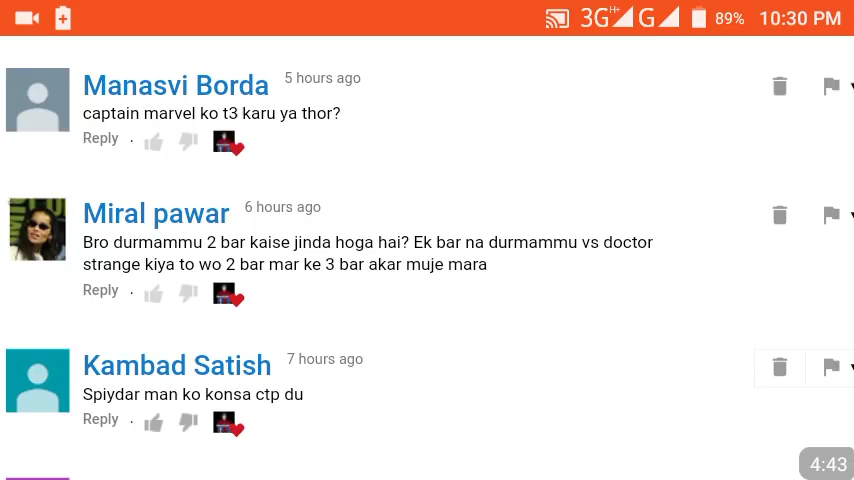 3G H+ G 89% 10:30 PM
Manasvi Borda 5 hours ago
captain marvel ko t3 karu ya thor?
Reply .
Miral pawar 6 hours ago
Bro durmammu 2 bar kaise jinda hoga hai? Ek bar na durmammu vs doctor
strange kiya to wo 2 bar mar ke 3 bar akar muje mara
Reply .
Kambad Satish 7 hours ago
Spiydar man ko konsa ctp du
Reply .
4:43